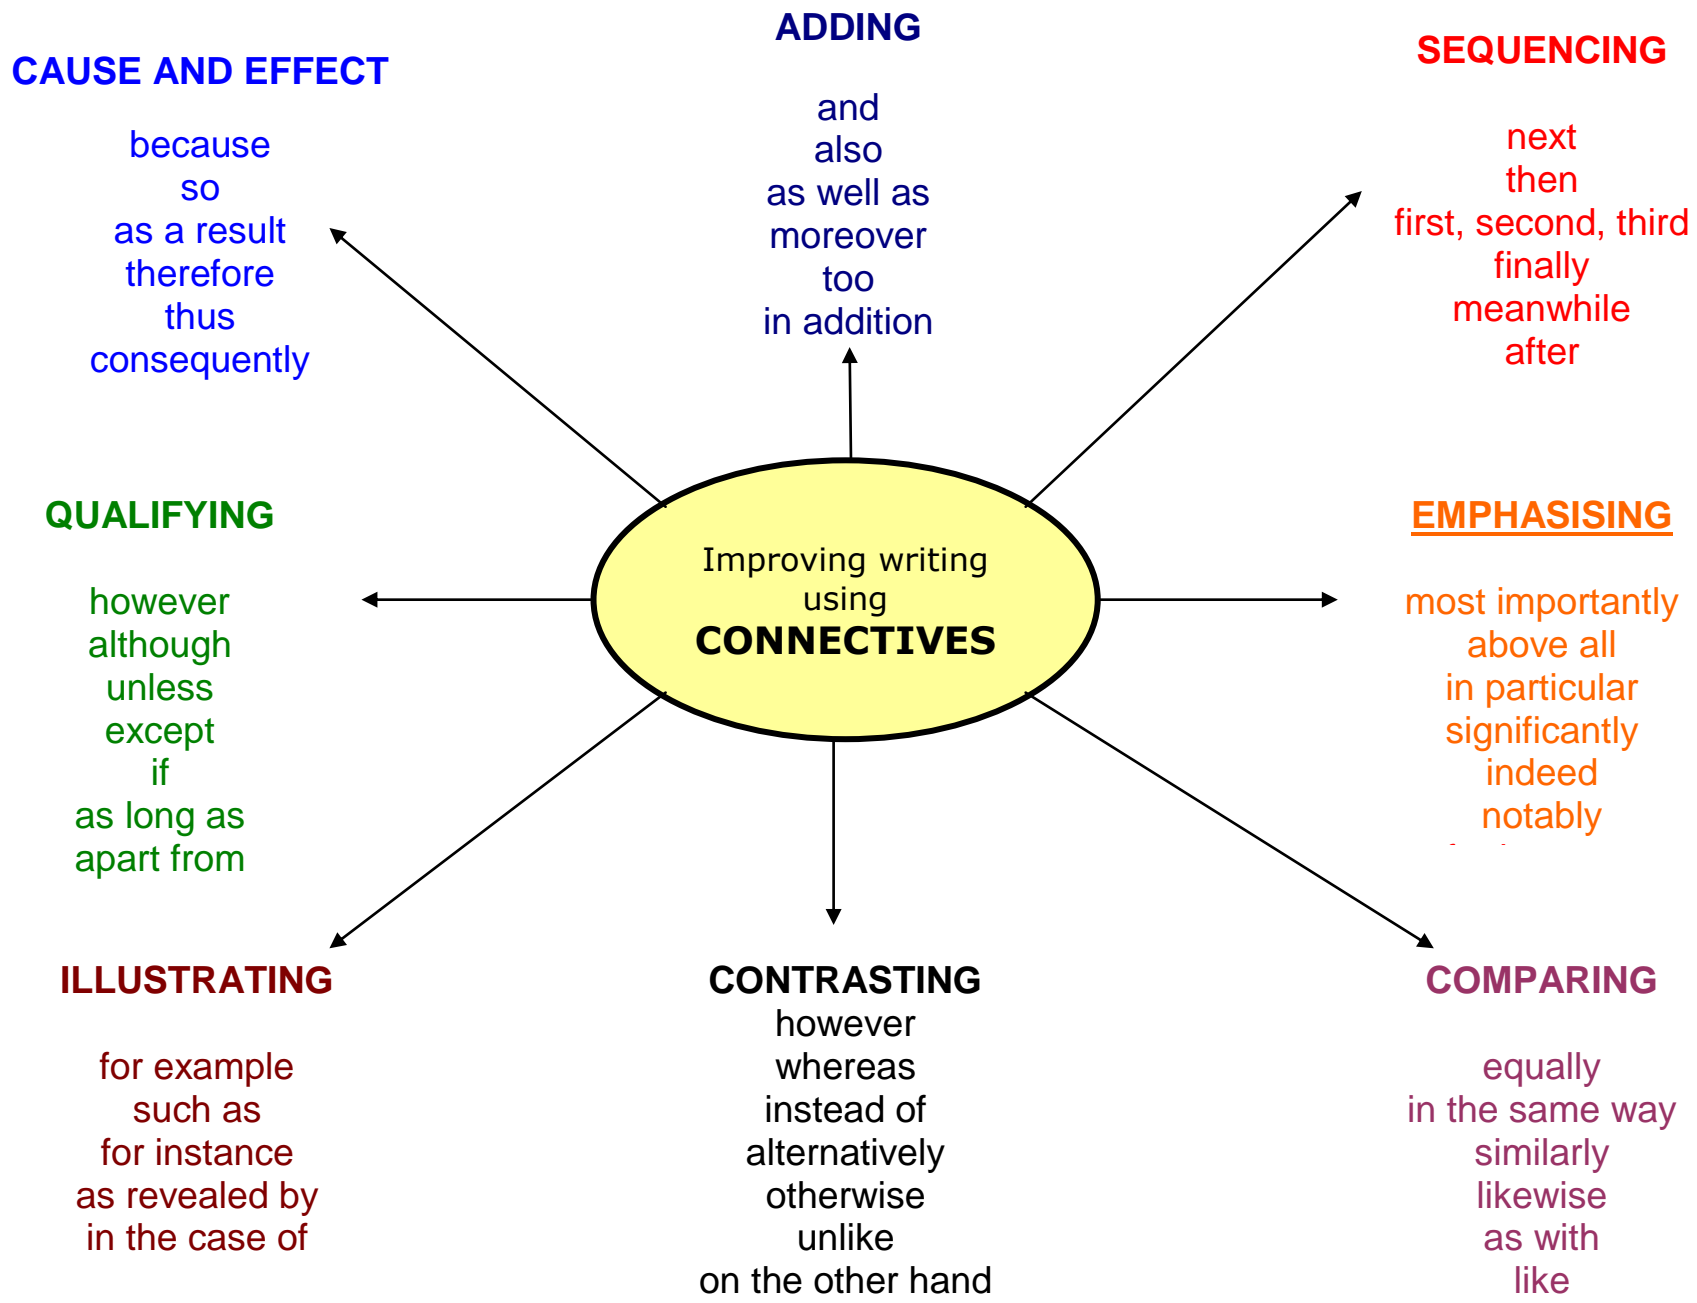 CAUSE AND EFFECT
because
so
as a result
therefore
thus
consequently
ADDING
and
also
as well as
moreover
too
in addition
SEQUENCING
next
then
first, second, third
finally
meanwhile
after
QUALIFYING
however
although
unless
except
if
as long as
apart from
Improving writing
using
CONNECTIVES
EMPHASISING
most importantly
above all
in particular
significantly
indeed
notably
ILLUSTRATING
for example
such as
for instance
as revealed by
in the case of
CONTRASTING
however
whereas
instead of
alternatively
otherwise
unlike
on the other hand
COMPARING
equally
in the same way
similarly
likewise
as with
like